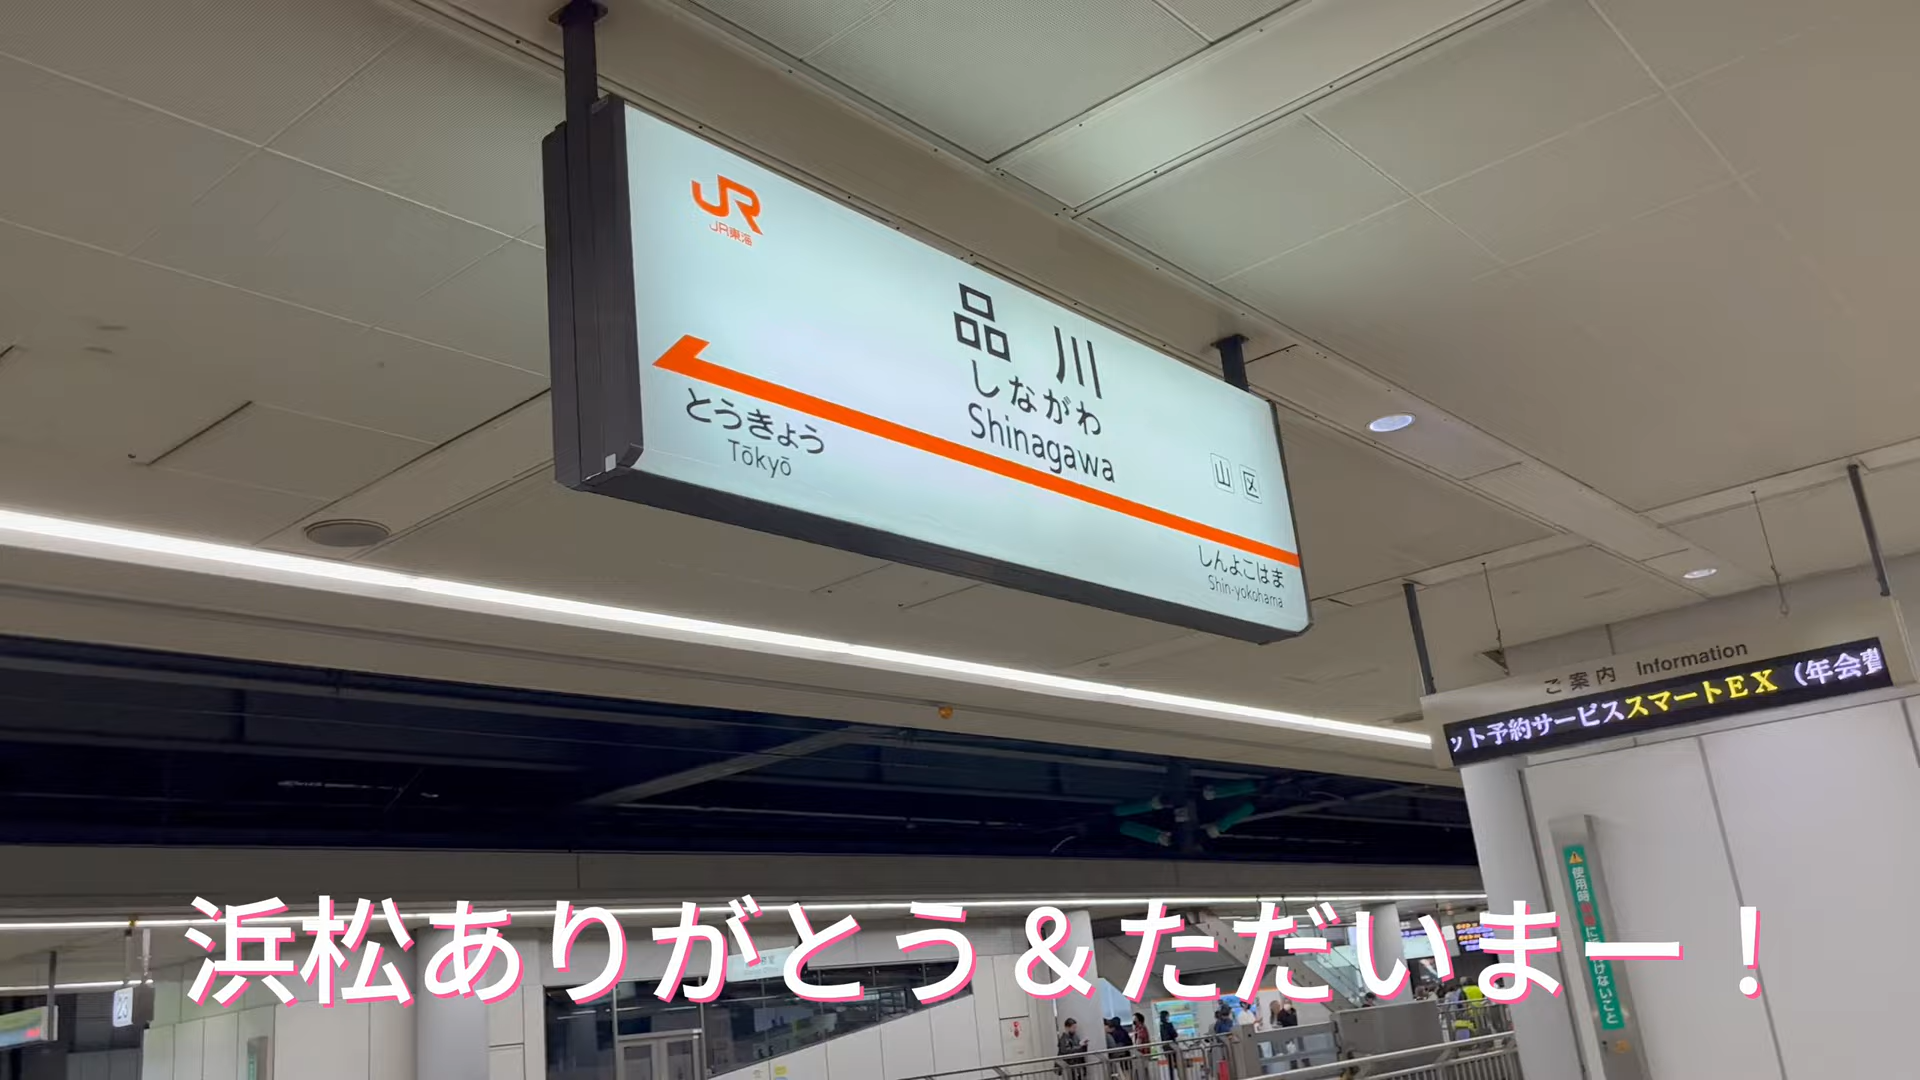 JR
JR東海
品川
しながわ
Shinagawa
とうきょう
Tōkyō
山区
しんよこはま
Shin-yokohama
ご案内 Information
ット予約サービススマートEX（年会費
23
浜松ありがとう＆ただいまー！